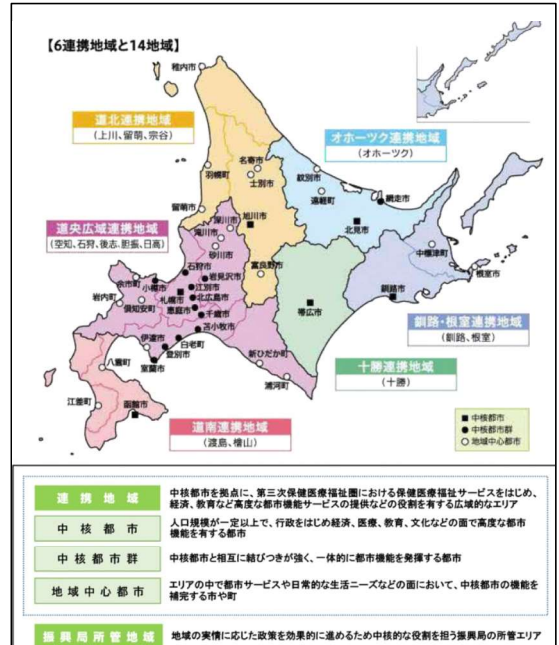 【6連携地域と14地域】
稚内市
道北連携地域
(上川、留萌、宗谷)
オホーツク連携地域
(オホーツク)
羽幌町
名寄市
士別市
紋別市
遠軽町
網走市
留萌市
深川市
旭川市
北見市
道央広域連携地域
(空知、石狩、後志、胆振、日高)
滝川市
砂川市
中標津町
石狩市
富良野市
根室市
余市町
小樽市
岩見沢市
江別市
札幌市
北広島市
岩内町
倶知安町
恵庭市
千歳市
帯広市
釧路市
苫小牧市
釧路・根室連携地域
(釧路、根室)
伊達市
白老町
登別市
八雲町
室蘭市
新ひだか町
浦河町
十勝連携地域
(十勝)
江差町
函館市
道南連携地域
(渡島、檜山)
■ 中核都市
● 中核都市群
○ 地域中心都市
連携地域
中核都市を拠点に、第三次保健医療福祉圏における保健医療福祉サービスをはじめ、
経済、教育など高度な都市機能サービスの提供などの役割を有する広域的なエリア
中核都市
人口規模が一定以上で、行政をはじめ経済、医療、教育、文化などの面で高度な都市
機能を有する都市
中核都市群
中核都市と相互に結びつきが強く、一体的に都市機能を発揮する都市
地域中心都市
エリアの中で都市サービスや日常的な生活ニーズなどの面において、中核都市の機能を
補完する市や町
振興局所管地域
地域の実情に応じた政策を効果的に進めるため中核的な役割を担う振興局の所管エリア